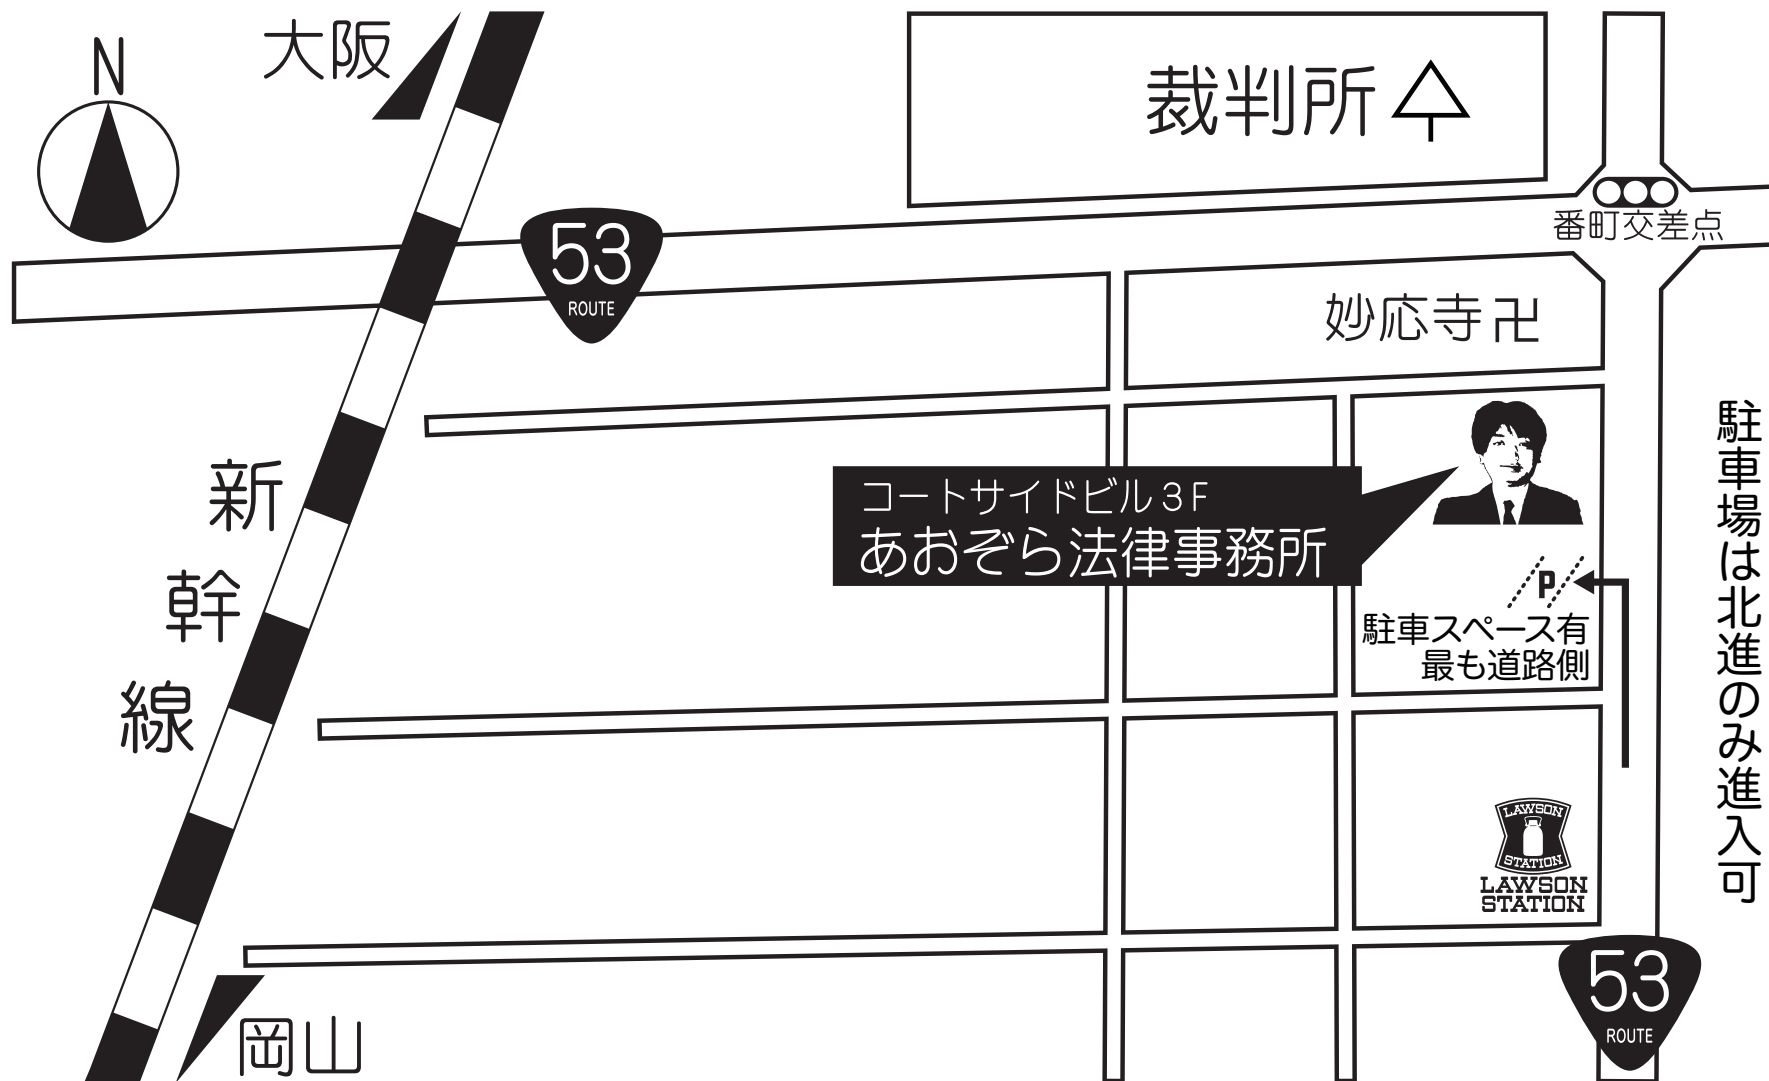 N
大阪
裁判所
53
ROUTE
番町交差点
妙応寺卍
新幹線
コートサイドビル3F
あおぞら法律事務所
P
駐車スペース有
最も道路側
駐車場は北進のみ進入可
LAWSON
STATION
LAWSON
STATION
53
ROUTE
岡山